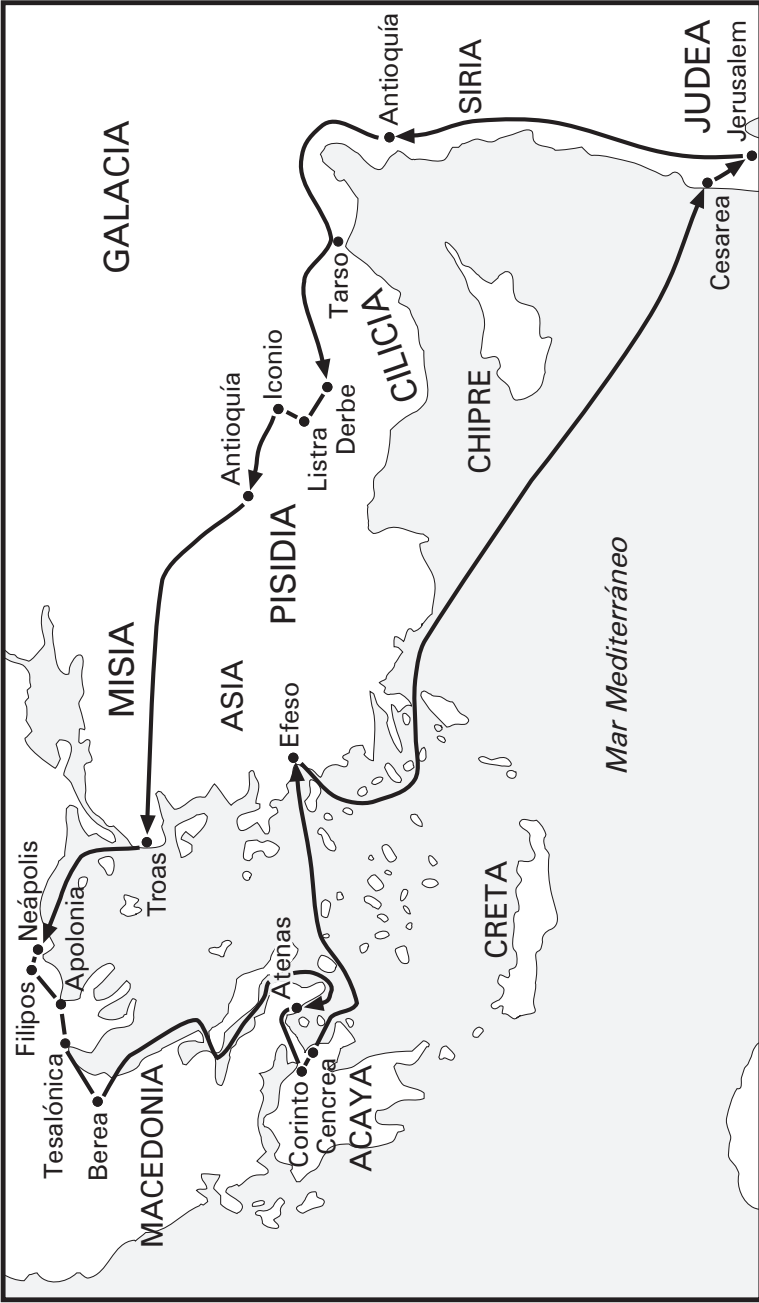 Filipos
Neápolis
Tesalónica
Apolonia
Berea
MACEDONIA
Troas
MISIA
GALACIA
ASIA
Antioquía
PISIDIA
Iconio
Listra
Derbe
Tarso
CILICIA
Antioquía
SIRIA
Atenas
Efeso
Corinto
Cencrea
ACAYA
CHIPRE
CRETA
Mar Mediterráneo
Cesarea
JUDEA
Jerusalem